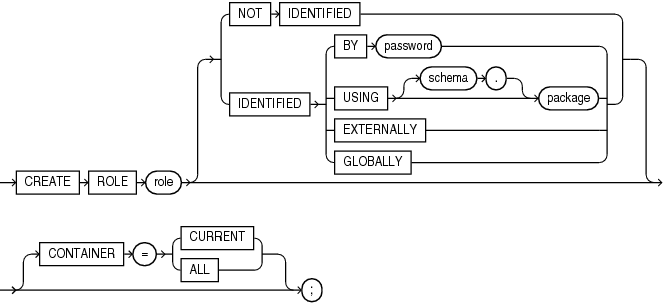 NOT IDENTIFIED
BY password
schema .
IDENTIFIED USING package
EXTERNALLY
GLOBALLY
CREATE ROLE role
CURRENT
CONTAINER =
ALL
;